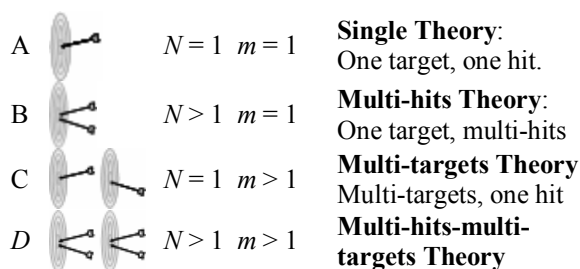 A N = 1 m = 1 Single Theory:
One target, one hit.
B N > 1 m = 1 Multi-hits Theory:
One target, multi-hits
C N = 1 m > 1 Multi-targets Theory
Multi-targets, one hit
D N > 1 m > 1 Multi-hits-multi-
targets Theory